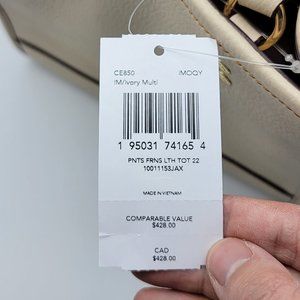 CE850 IMOQY
IM/Ivory Multi
1 95031 74165 4
PNTS FRNS LTH TOT 22
10011153JAX
MADE IN VIETNAM
COMPARABLE VALUE
$428.00
CAD
$428.00